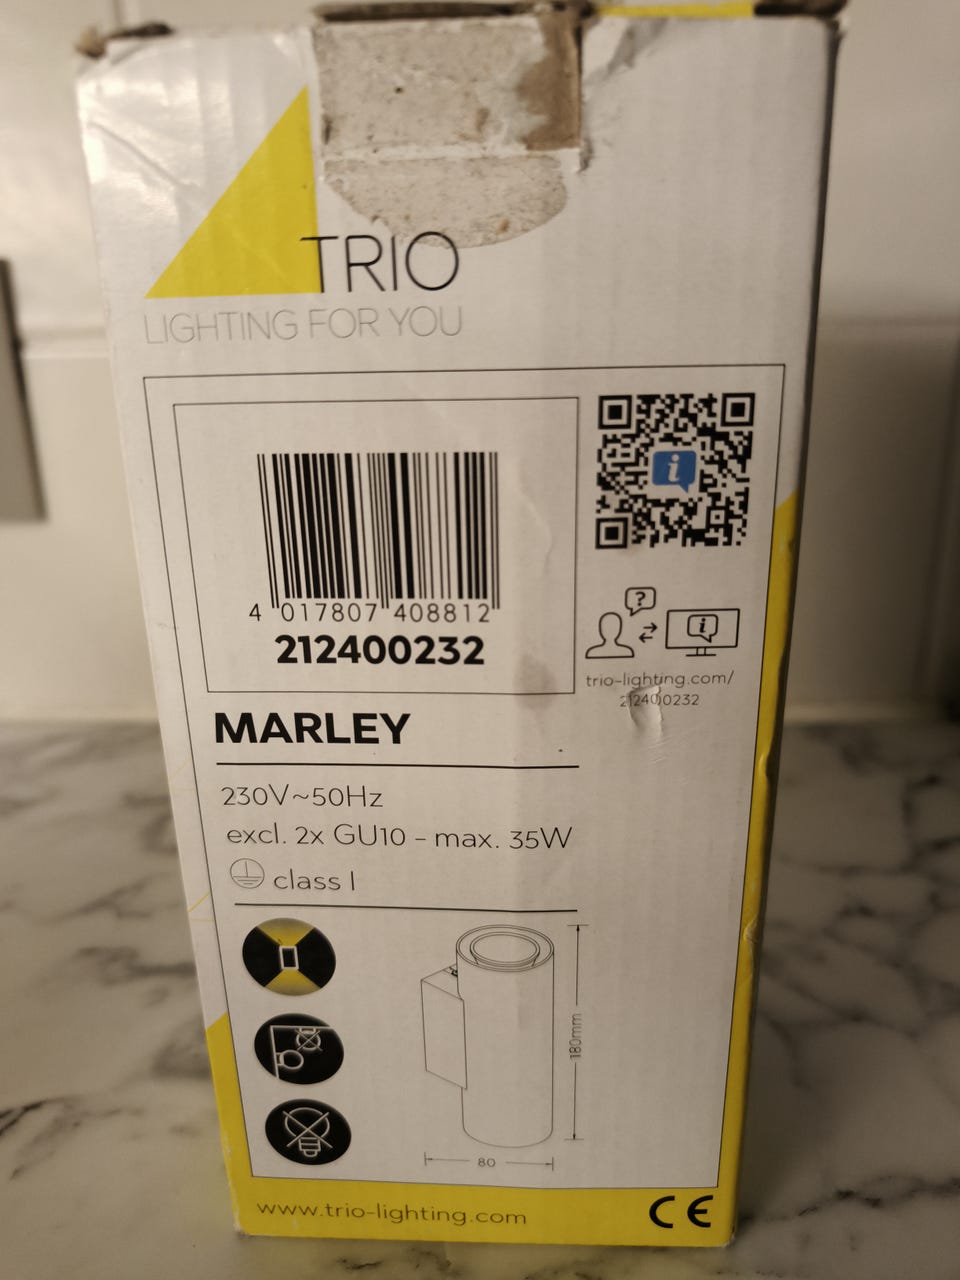 TRIO
LIGHTING FOR YOU
4 017807 408812
212400232
trio-lighting.com/
212400232
MARLEY
230V~50Hz
excl. 2x GU10 - max. 35W
class I
180mm
80
www.trio-lighting.com
CE